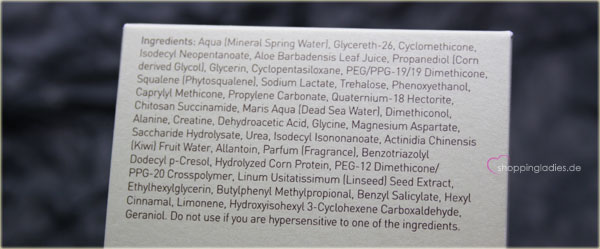 Ingredients: Aqua (Mineral Spring Water), Glycereth-26, Cyclomethicone,
Isodecyl Neopentanoate, Aloe Barbadensis Leaf Juice, Propanediol (Corn
derived Glycol), Glycerin, Cyclopentasiloxane, PEG/PPG-19/19 Dimethicone,
Squalene (Phytosqualene), Sodium Lactate, Trehalose, Phenoxyethanol,
Caprylyl Methicone, Propylene Carbonate, Quaternium-18 Hectorite,
Chitosan Succinamide, Maris Aqua (Dead Sea Water), Dimethiconol,
Alanine, Creatine, Dehydroacetic Acid, Glycine, Magnesium Aspartate,
Saccharide Hydrolysate, Urea, Isodecyl Isononanoate, Actinidia Chinensis
(Kiwi) Fruit Water, Allantoin, Parfum (Fragrance), Benzotriazolyl
Dodecyl p-Cresol, Hydrolyzed Corn Protein, PEG-12 Dimethicone/
PPG-20 Crosspolymer, Linum Usitatissimum (Linseed) Seed Extract,
Ethylhexylglycerin, Butylphenyl Methylpropional, Benzyl Salicylate, Hexyl
Cinnamal, Limonene, Hydroxyisohexyl 3-Cyclohexene Carboxaldehyde,
Geraniol. Do not use if you are hypersensitive to one of the ingredients.
shoppingladies.de